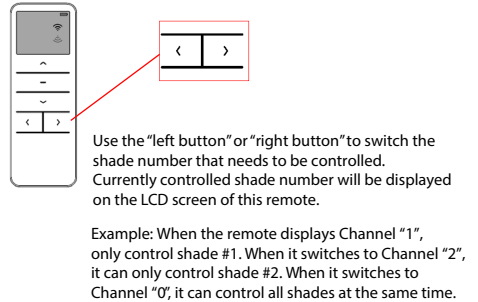 Use the “left button” or “right button” to switch the
shade number that needs to be controlled.
Currently controlled shade number will be displayed
on the LCD screen of this remote.
Example: When the remote displays Channel “1”,
only control shade #1. When it switches to Channel “2”,
it can only control shade #2. When it switches to
Channel “0”, it can control all shades at the same time.